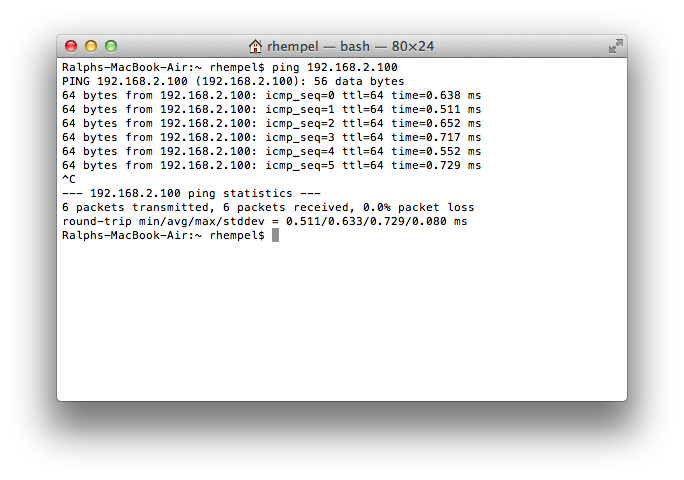 rhempel — bash — 80×24
Ralphs-MacBook-Air:~ rhempel$ ping 192.168.2.100
PING 192.168.2.100 (192.168.2.100): 56 data bytes
64 bytes from 192.168.2.100: icmp_seq=0 ttl=64 time=0.638 ms
64 bytes from 192.168.2.100: icmp_seq=1 ttl=64 time=0.511 ms
64 bytes from 192.168.2.100: icmp_seq=2 ttl=64 time=0.652 ms
64 bytes from 192.168.2.100: icmp_seq=3 ttl=64 time=0.717 ms
64 bytes from 192.168.2.100: icmp_seq=4 ttl=64 time=0.552 ms
64 bytes from 192.168.2.100: icmp_seq=5 ttl=64 time=0.729 ms
^C
--- 192.168.2.100 ping statistics ---
6 packets transmitted, 6 packets received, 0.0% packet loss
round-trip min/avg/max/stddev = 0.511/0.633/0.729/0.080 ms
Ralphs-MacBook-Air:~ rhempel$